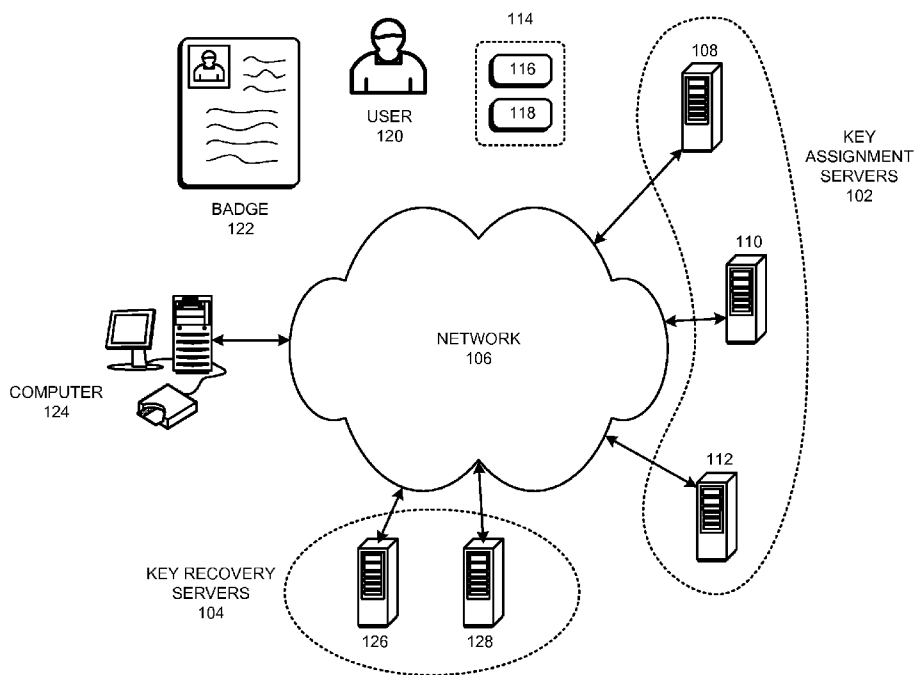 114
108
116
118
USER
120
KEY
ASSIGNMENT
SERVERS
102
BADGE
122
110
NETWORK
106
COMPUTER
124
112
KEY RECOVERY
SERVERS
104
126
128